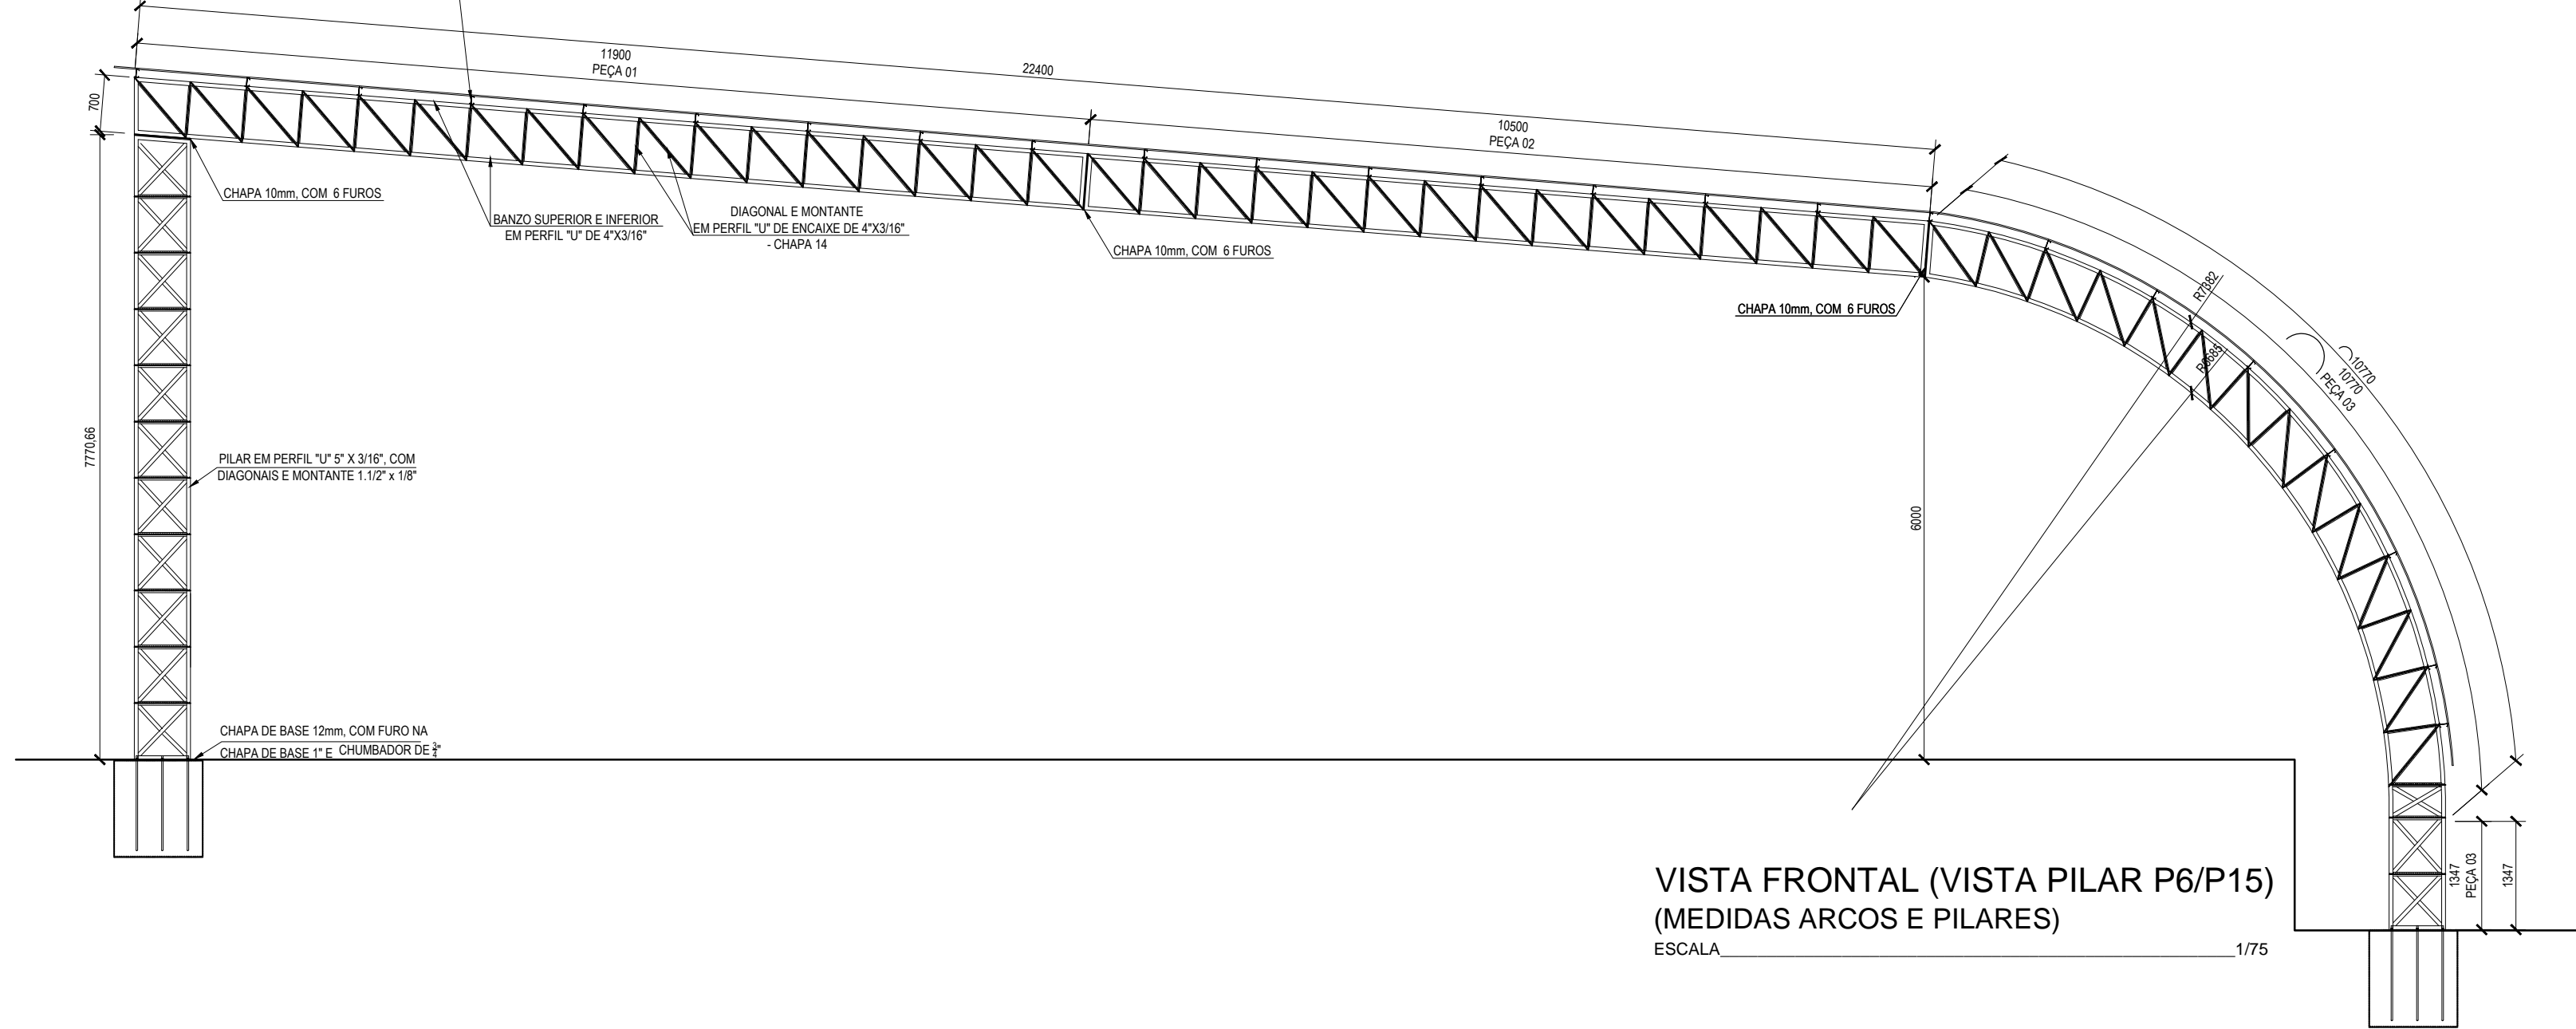 11900
PEÇA 01
22400
10500
PEÇA 02
700
CHAPA 10mm, COM  6 FUROS
BANZO SUPERIOR E INFERIOR
EM PERFIL "U" DE 4"X3/16"
DIAGONAL E MONTANTE
EM PERFIL "U" DE ENCAIXE DE 4"X3/16"
- CHAPA 14
CHAPA 10mm, COM  6 FUROS
CHAPA 10mm, COM  6 FUROS
R7382
R6685
10770
10770
PEÇA 03
7770,66
PILAR EM PERFIL "U" 5" X 3/16", COM
DIAGONAIS E MONTANTE 1.1/2" x 1/8"
6000
CHAPA DE BASE 12mm, COM FURO NA
CHAPA DE BASE 1" E CHUMBADOR DE ¾"
1347
PEÇA 03
1347
VISTA FRONTAL (VISTA PILAR P6/P15)
(MEDIDAS ARCOS E PILARES)
ESCALA 1/75